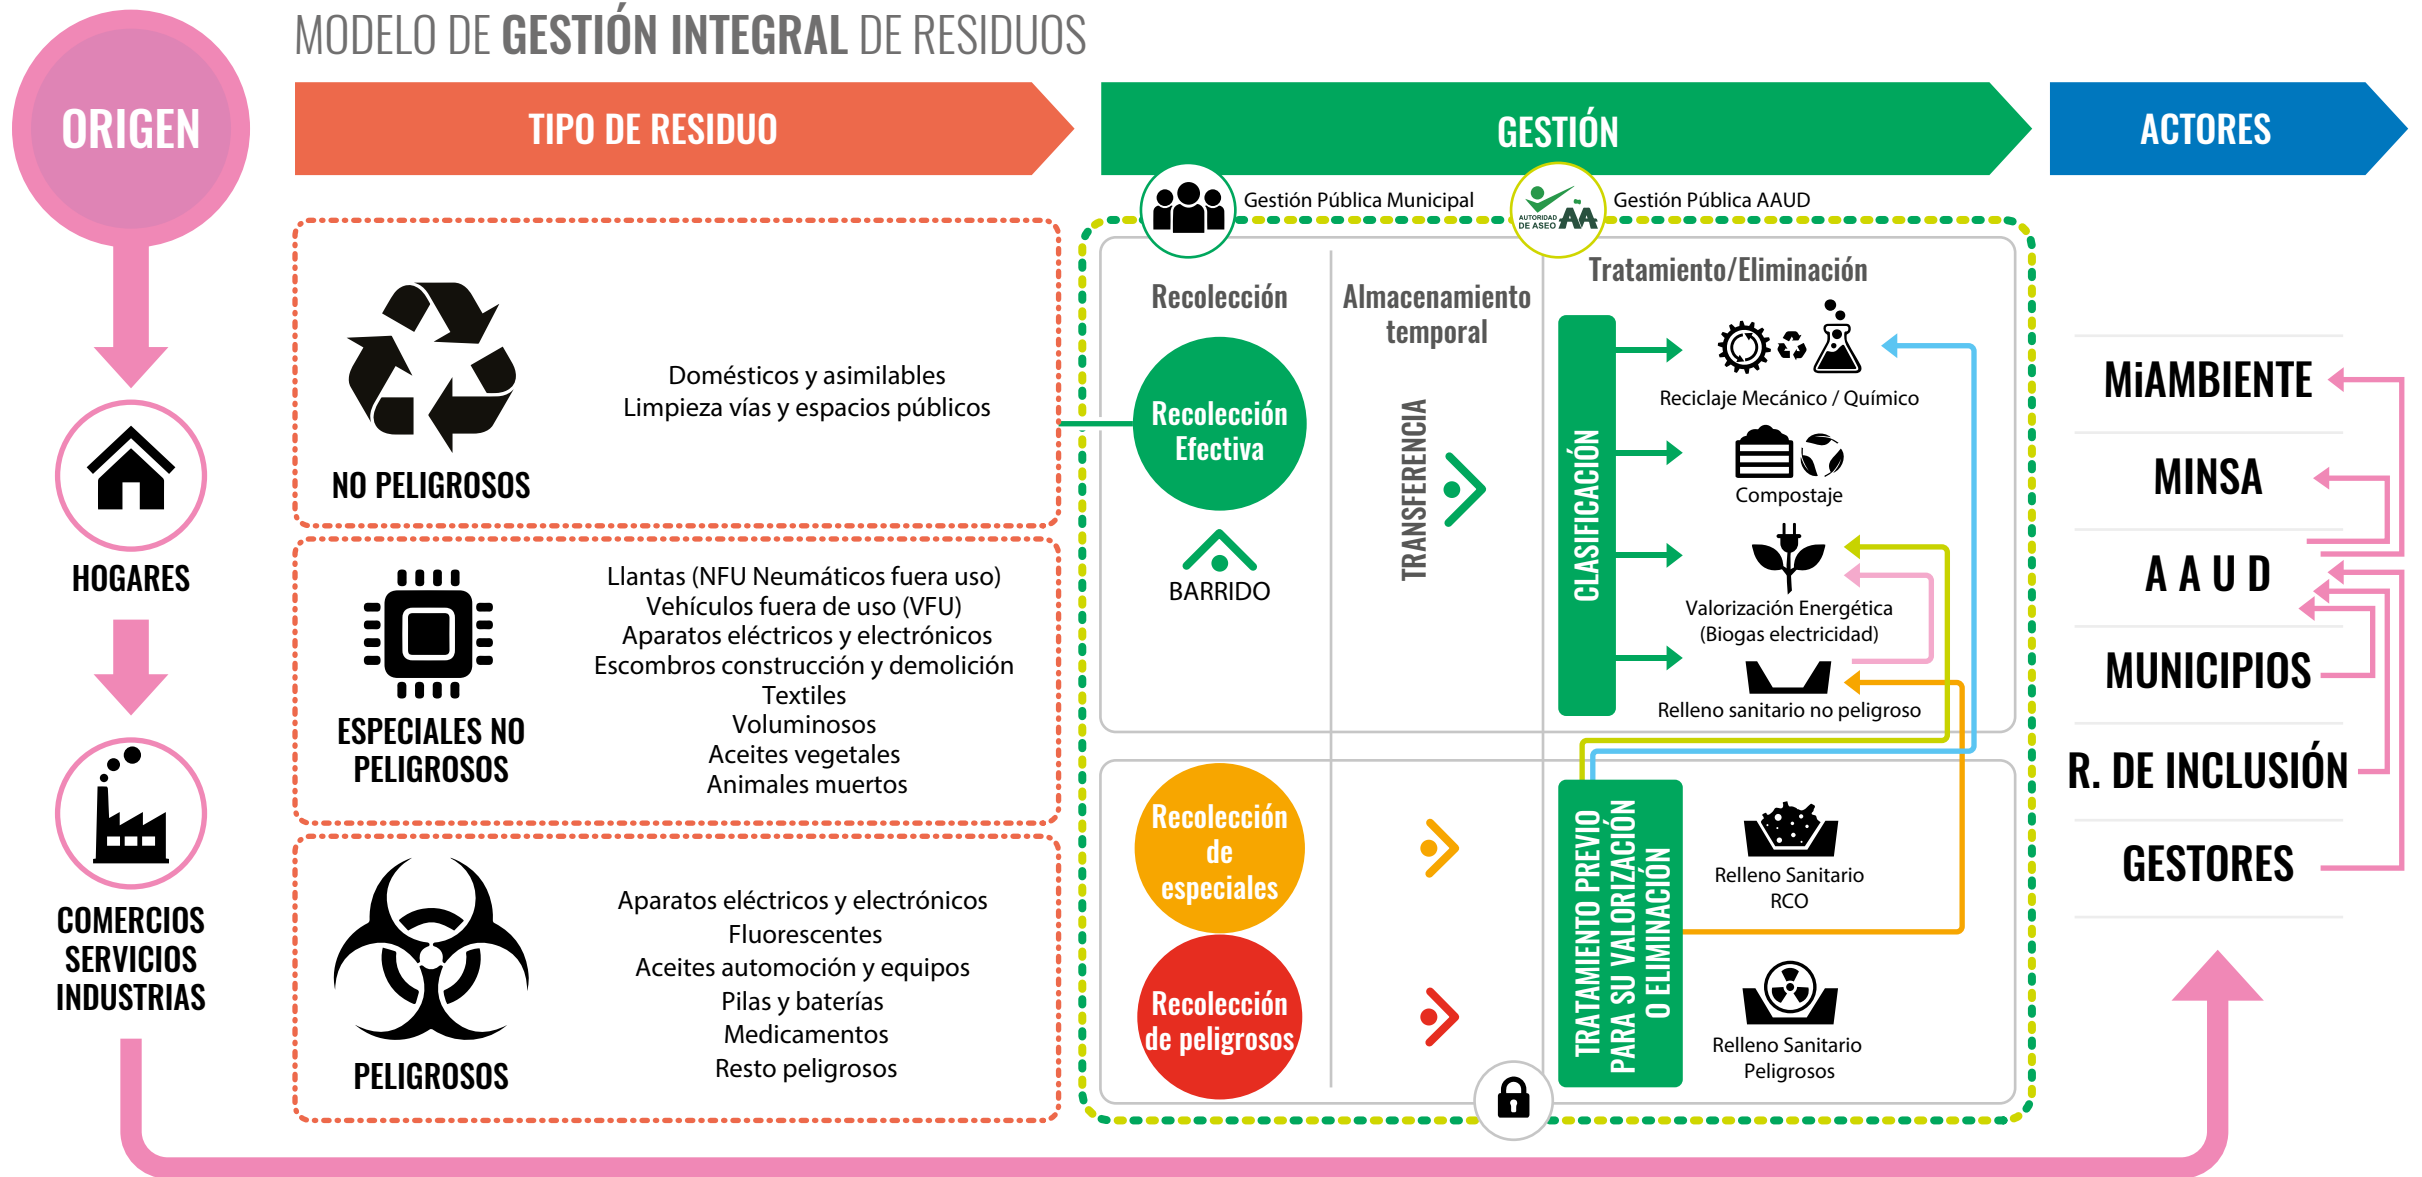 MODELO DE GESTIÓN INTEGRAL DE RESIDUOS
ORIGEN
HOGARES
COMERCIOS
SERVICIOS
INDUSTRIAS
TIPO DE RESIDUO
NO PELIGROSOS
Domésticos y asimilables
Limpieza vías y espacios públicos
ESPECIALES NO
PELIGROSOS
Llantas (NFU Neumáticos fuera uso)
Vehículos fuera de uso (VFU)
Aparatos eléctricos y electrónicos
Escombros construcción y demolición
Textiles
Voluminosos
Aceites vegetales
Animales muertos
PELIGROSOS
Aparatos eléctricos y electrónicos
Fluorescentes
Aceites automoción y equipos
Pilas y baterías
Medicamentos
Resto peligrosos
GESTIÓN
Gestión Pública Municipal
AUTORIDAD
DE ASEO
AA
Gestión Pública AAUD
Recolección
Recolección
Efectiva
BARRIDO
Almacenamiento
temporal
TRANSFERENCIA
Tratamiento/Eliminación
CLASIFICACIÓN
Reciclaje Mecánico / Químico
Compostaje
Valorización Energética
(Biogas electricidad)
Relleno sanitario no peligroso
Recolección
de
especiales
Recolección
de peligrosos
TRATAMIENTO PREVIO
PARA SU VALORIZACIÓN
O ELIMINACIÓN
Relleno Sanitario
RCO
Relleno Sanitario
Peligrosos
ACTORES
MiAMBIENTE
MINSA
A A U D
MUNICIPIOS
R. DE INCLUSIÓN
GESTORES